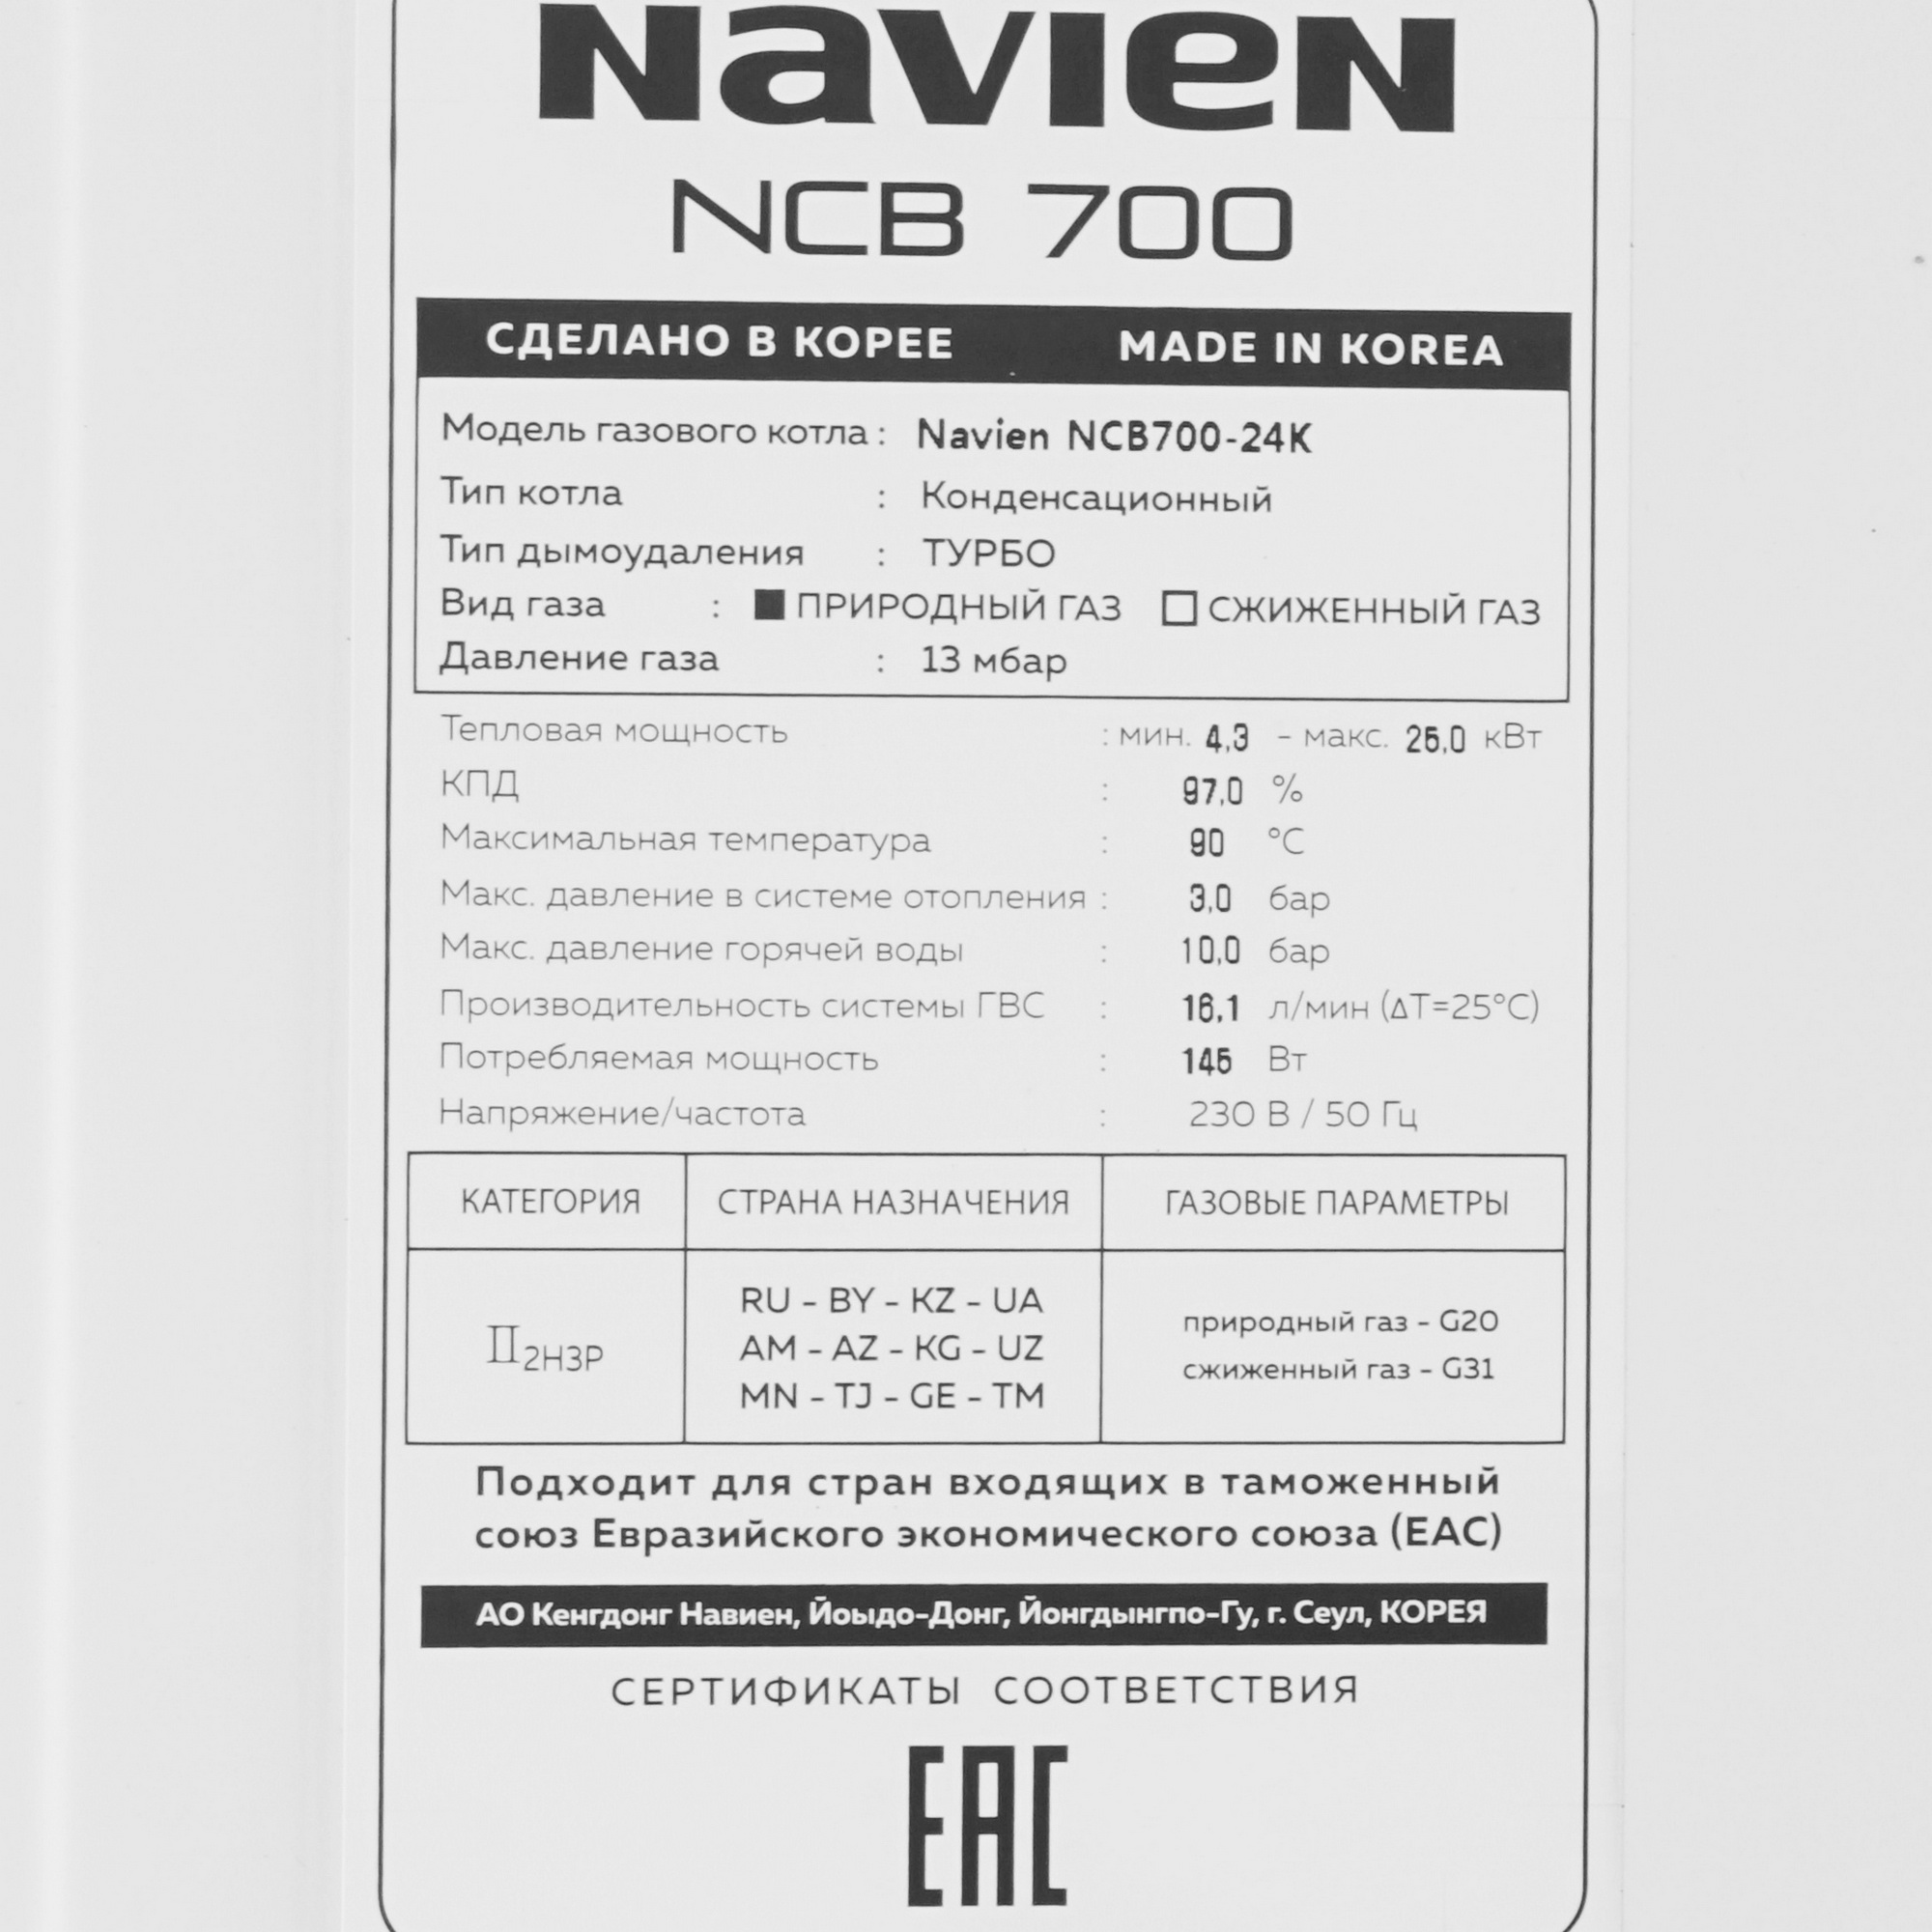 Navien
NCB 700
СДЕЛАНО В КОРЕЕ MADE IN KOREA
Модель газового котла : Navien NCB700-24K
Тип котла : Конденсационный
Тип дымоудаления : ТУРБО
Вид газа : ■ ПРИРОДНЫЙ ГАЗ □ СЖИЖЕННЫЙ ГАЗ
Давление газа : 13 мбар
Тепловая мощность : мин. 4,3 - макс. 25,0 кВт
КПД : 97,0 %
Максимальная температура : 90 °C
Макс. давление в системе отопления : 3,0 бар
Макс. давление горячей воды : 10,0 бар
Производительность системы ГВС : 16,1 л/мин (ΔT=25°C)
Потребляемая мощность : 145 Вт
Напряжение/частота : 230 В / 50 Гц
КАТЕГОРИЯ СТРАНА НАЗНАЧЕНИЯ ГАЗОВЫЕ ПАРАМЕТРЫ
II2H3P
RU - BY - KZ - UA
AM - AZ - KG - UZ
MN - TJ - GE - TM
природный газ - G20
сжиженный газ - G31
Подходит для стран входящих в таможенный
союз Евразийского экономического союза (ЕАС)
АО Кенгдонг Навиен, Йоыдо-Донг, Йонгдынгпо-Гу, г. Сеул, КОРЕЯ
СЕРТИФИКАТЫ СООТВЕТСТВИЯ
EAC